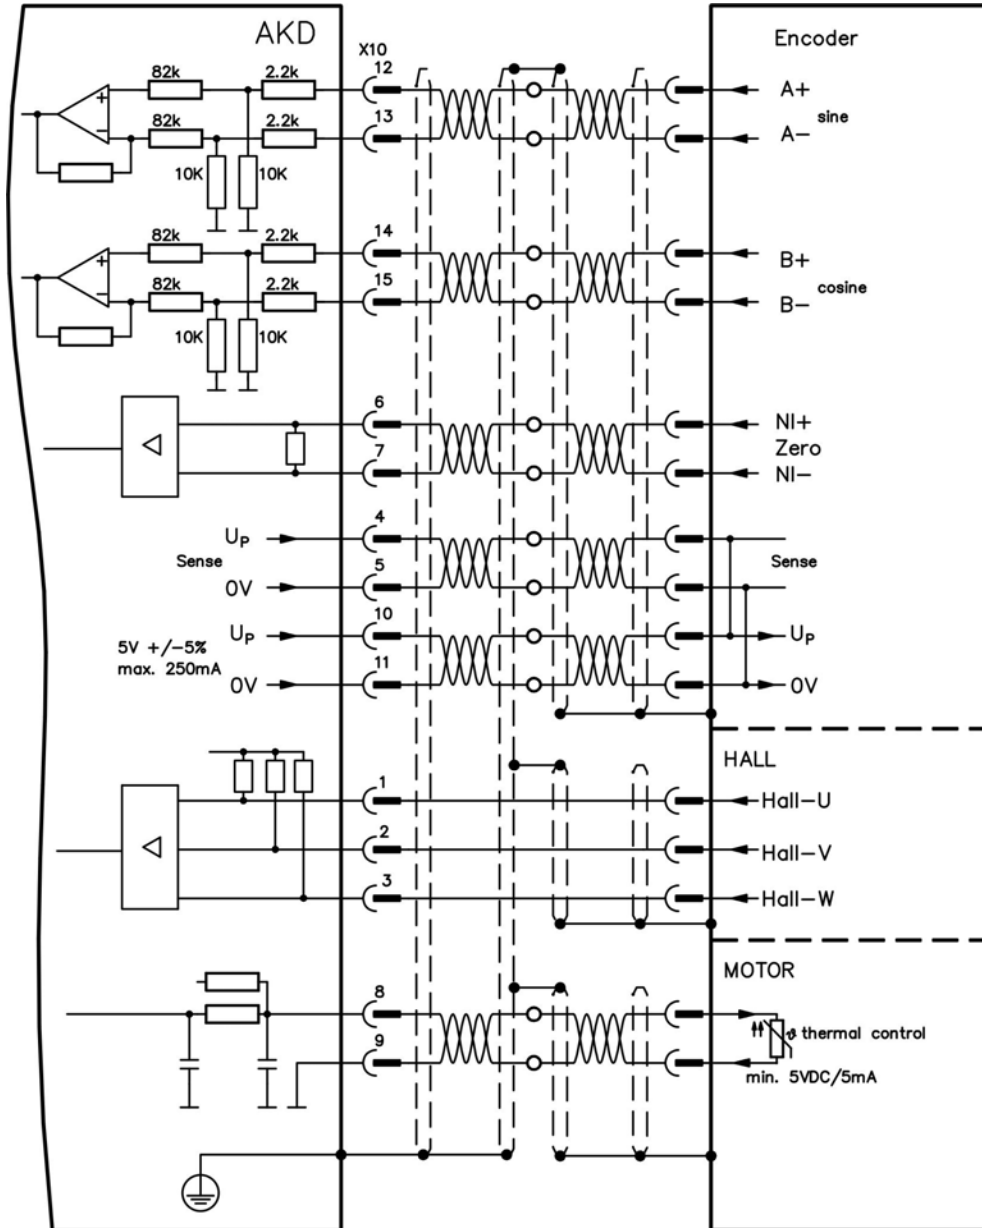 AKD
X10
Encoder
82k 2.2k 12 A+
sine
82k 2.2k 13 A−
10K 10K
82k 2.2k 14 B+
cosine
82k 2.2k 15 B−
10K 10K
6 NI+
Zero
7 NI−
UP 4
Sense Sense
0V 5
UP 10 UP
5V +/−5%
max. 250mA
0V 11 0V
HALL
1 Hall−U
2 Hall−V
3 Hall−W
MOTOR
8
ϑ thermal control
9
min. 5VDC/5mA